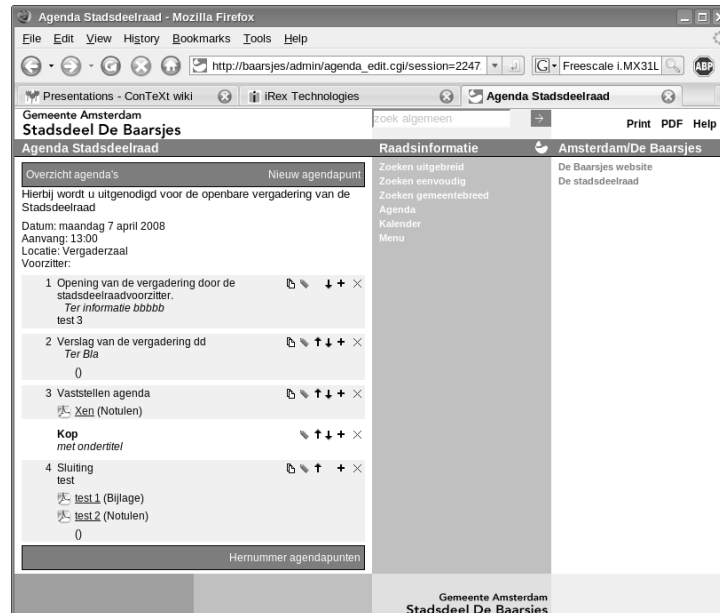 Agenda Stadsdeelraad - Mozilla Firefox
File Edit View History Bookmarks Tools Help
http://baarsjes/admin/agenda_edit.cgi/session=2247
G Freescale i.MX31L
ABP
Presentations - ConTeXt wiki
iRex Technologies
Agenda Stadsdeelraad
Gemeente Amsterdam
Stadsdeel De Baarsjes
zoek algemeen
Print PDF Help
Agenda Stadsdeelraad
Raadsinformatie
Amsterdam/De Baarsjes
Overzicht agenda's
Nieuw agendapunt
Hierbij wordt u uitgenodigd voor de openbare vergadering van de
Stadsdeelraad
Datum: maandag 7 april 2008
Aanvang: 13:00
Locatie: Vergaderzaal
Voorzitter:
1 Opening van de vergadering door de
stadsdeelraadvoorzitter.
Ter informatie bbbbb
test 3
2 Verslag van de vergadering dd
Ter Bla
()
3 Vaststellen agenda
Xen (Notulen)
Kop
met ondertitel
4 Sluiting
test
test 1 (Bijlage)
test 2 (Notulen)
()
Hernummer agendapunten
Zoeken uitgebreid
Zoeken eenvoudig
Zoeken gemeentebreed
Agenda
Kalender
Menu
De Baarsjes website
De stadsdeelraad
Gemeente Amsterdam
Stadsdeel De Baarsjes